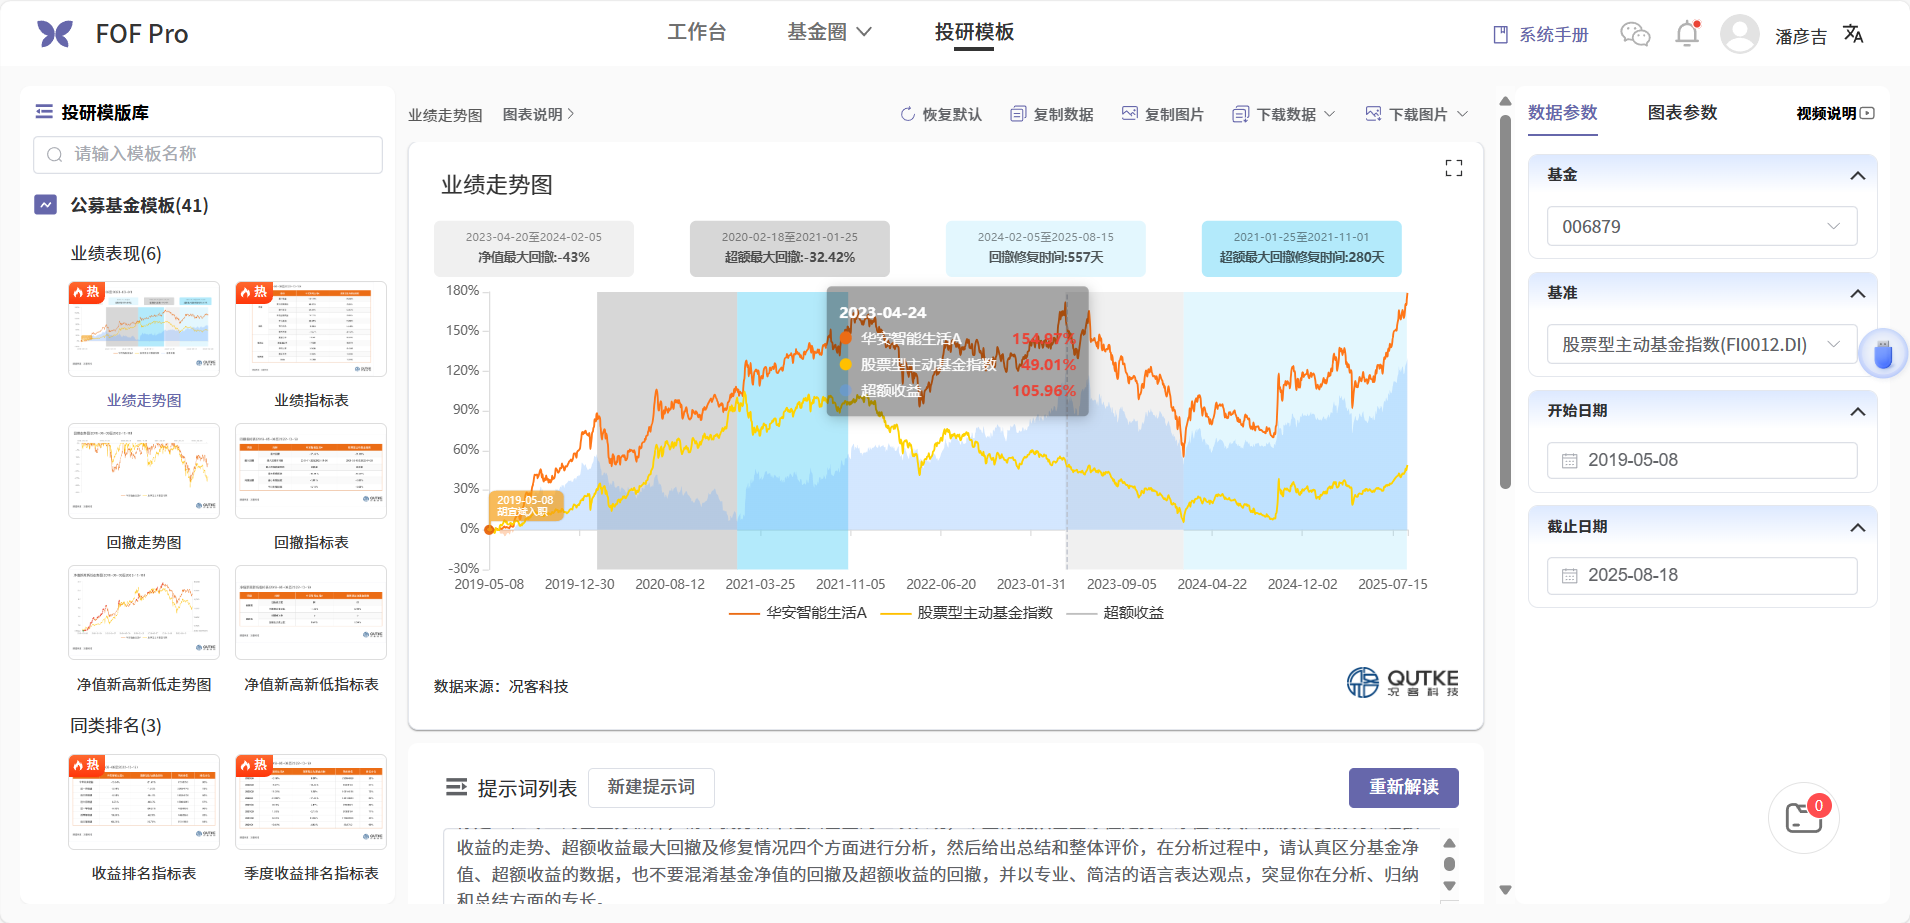 FOF Pro
工作台
基金圈
投研模板
系统手册
潘彦吉
投研模版库
请输入模板名称
公募基金模板(41)
业绩表现(6)
热
热
业绩走势图
业绩指标表
回撤走势图
回撤指标表
净值新高新低走势图
净值新高新低指标表
同类排名(3)
热
热
收益排名指标表
季度收益排名指标表
业绩走势图
图表说明
恢复默认
复制数据
复制图片
下载数据
下载图片
业绩走势图
2023-04-20至2024-02-05
净值最大回撤:-43%
2020-02-18至2021-01-25
超额最大回撤:-32.42%
2024-02-05至2025-08-15
回撤修复时间:557天
2021-01-25至2021-11-01
超额最大回撤修复时间:280天
180%
150%
120%
90%
60%
30%
0%
-30%
2023-04-24
华安智能生活A 154.97%
股票型主动基金指数 49.01%
超额收益 105.96%
2019-05-08
胡宜斌入职
2019-05-08
2019-12-30
2020-08-12
2021-03-25
2021-11-05
2022-06-20
2023-01-31
2023-09-05
2024-04-22
2024-12-02
2025-07-15
华安智能生活A
股票型主动基金指数
超额收益
数据来源：况客科技
QUTKE
况客科技
提示词列表
新建提示词
重新解读
收益的走势、超额收益最大回撤及修复情况四个方面进行分析，然后给出总结和整体评价，在分析过程中，请认真区分基金净
值、超额收益的数据，也不要混淆基金净值的回撤及超额收益的回撤，并以专业、简洁的语言表达观点，突显你在分析、归纳
和总结方面的专长。
数据参数
图表参数
视频说明
基金
006879
基准
股票型主动基金指数(FI0012.DI)
开始日期
2019-05-08
截止日期
2025-08-18
0